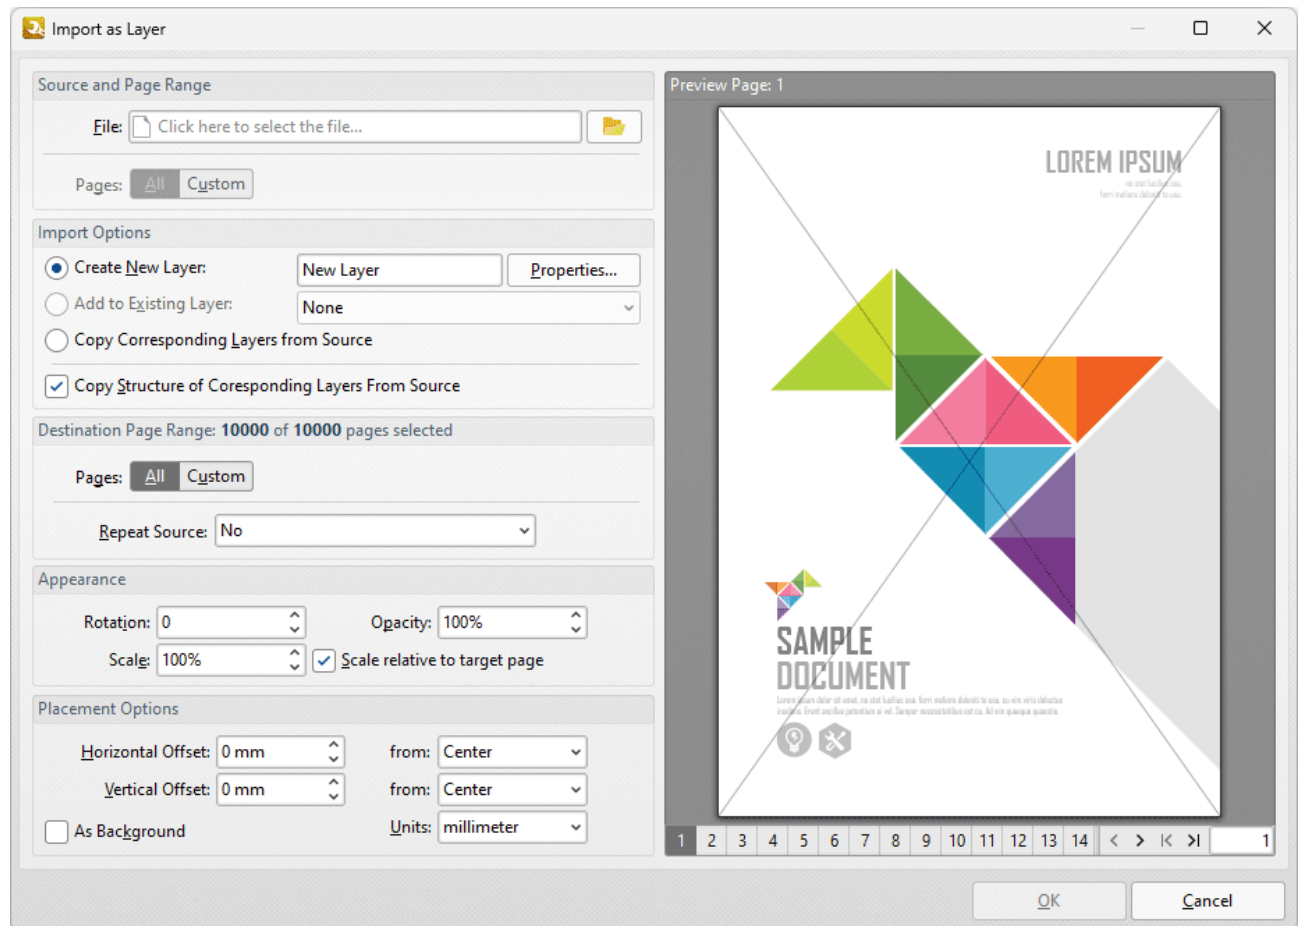 Import as Layer
Source and Page Range
Preview Page: 1
File: Click here to select the file...
Pages: All Custom
Import Options
Create New Layer: New Layer Properties...
Add to Existing Layer: None
Copy Corresponding Layers from Source
Copy Structure of Coresponding Layers From Source
Destination Page Range: 10000 of 10000 pages selected
Pages: All Custom
Repeat Source: No
Appearance
Rotation: 0 Opacity: 100%
Scale: 100% Scale relative to target page
Placement Options
Horizontal Offset: 0 mm from: Center
Vertical Offset: 0 mm from: Center
As Background Units: millimeter
LOREM IPSUM
SAMPLE
DOCUMENT
1 2 3 4 5 6 7 8 9 10 11 12 13 14 1
OK Cancel